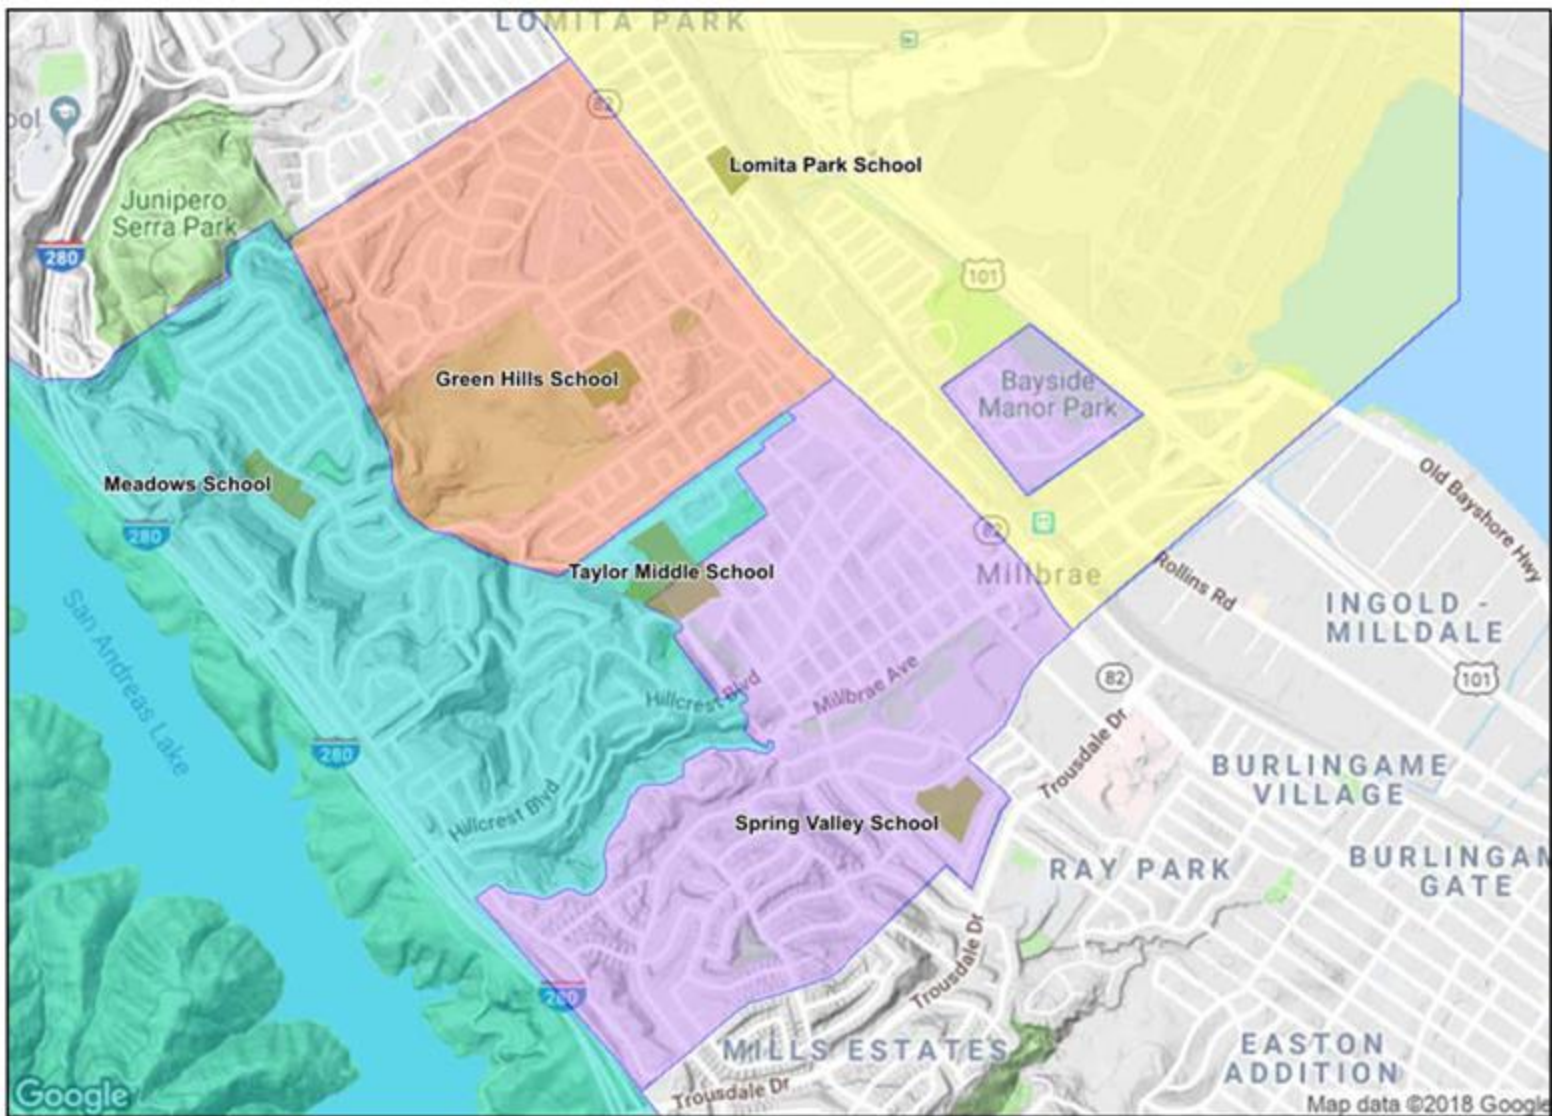 LOMITA PARK
82
Lomita Park School
ool
Junipero
Serra Park
280
101
Green Hills School
Bayside
Manor Park
Meadows School
280
Old Bayshore Hwy
82
Taylor Middle School
Millbrae
Rollins Rd
INGOLD -
MILLDALE
San Andreas Lake
Hillcrest Blvd
Millbrae Ave
82
101
280
Trousdale Dr
BURLINGAME
VILLAGE
Hillcrest Blvd
Spring Valley School
RAY PARK
BURLINGAM
GATE
280
Trousdale Dr
MILLS ESTATES
EASTON
ADDITION
Trousdale Dr
Google
Map data ©2018 Google